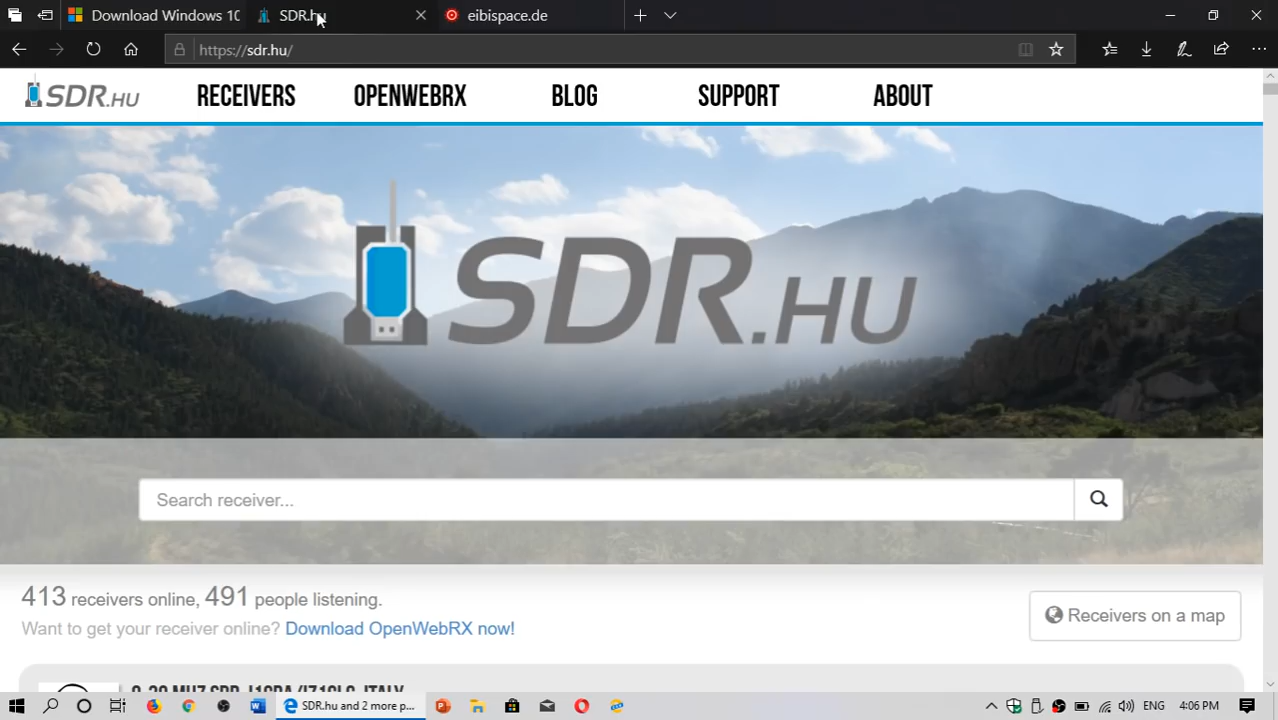 Download Windows 10
SDR.hu
eibispace.de
https://sdr.hu/
SDR.HU
RECEIVERS
OPENWEBRX
BLOG
SUPPORT
ABOUT
SDR.HU
Search receiver...
413 receivers online, 491 people listening.
Want to get your receiver online? Download OpenWebRX now!
Receivers on a map
0-30 MHZ SDR, I1GRA/IZ1GLG, ITALY
SDR.hu and 2 more p...
ENG
4:06 PM